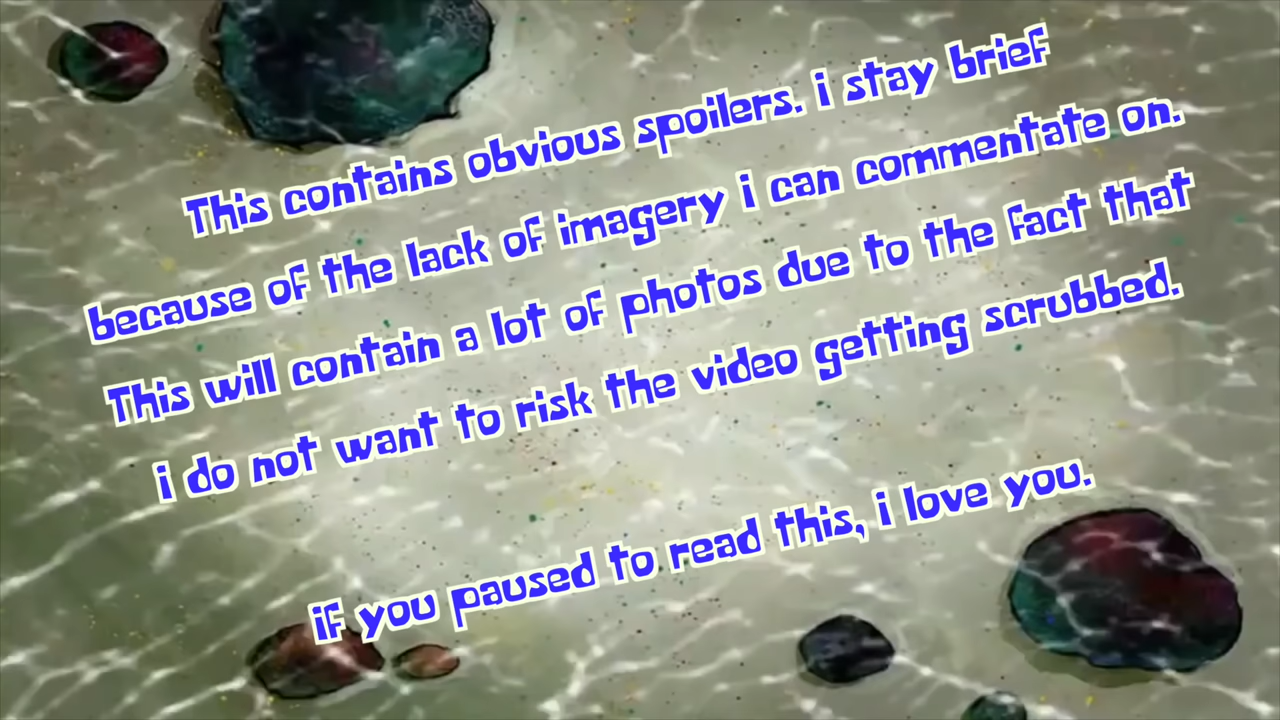 This contains obvious spoilers. i stay brief
because of the lack of imagery i can commentate on.
This will contain a lot of photos due to the fact that
i do not want to risk the video getting scrubbed.
if you paused to read this, i love you.